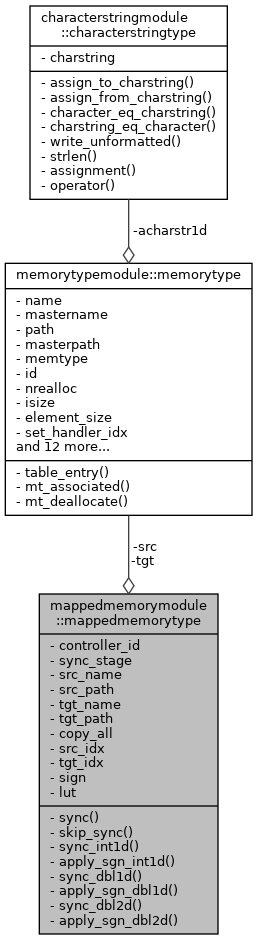 characterstringmodule
::characterstringtype
- charstring
- assign_to_charstring()
- assign_from_charstring()
- character_eq_charstring()
- charstring_eq_character()
- write_unformatted()
- strlen()
- assignment()
- operator()
-acharstr1d
memorytypemodule::memorytype
- name
- mastername
- path
- masterpath
- memtype
- id
- nrealloc
- isize
- element_size
- set_handler_idx
and 12 more...
- table_entry()
- mt_associated()
- mt_deallocate()
-src
-tgt
mappedmemorymodule
::mappedmemorytype
- controller_id
- sync_stage
- src_name
- src_path
- tgt_name
- tgt_path
- copy_all
- src_idx
- tgt_idx
- sign
- lut
- sync()
- skip_sync()
- sync_int1d()
- apply_sgn_int1d()
- sync_dbl1d()
- apply_sgn_dbl1d()
- sync_dbl2d()
- apply_sgn_dbl2d()